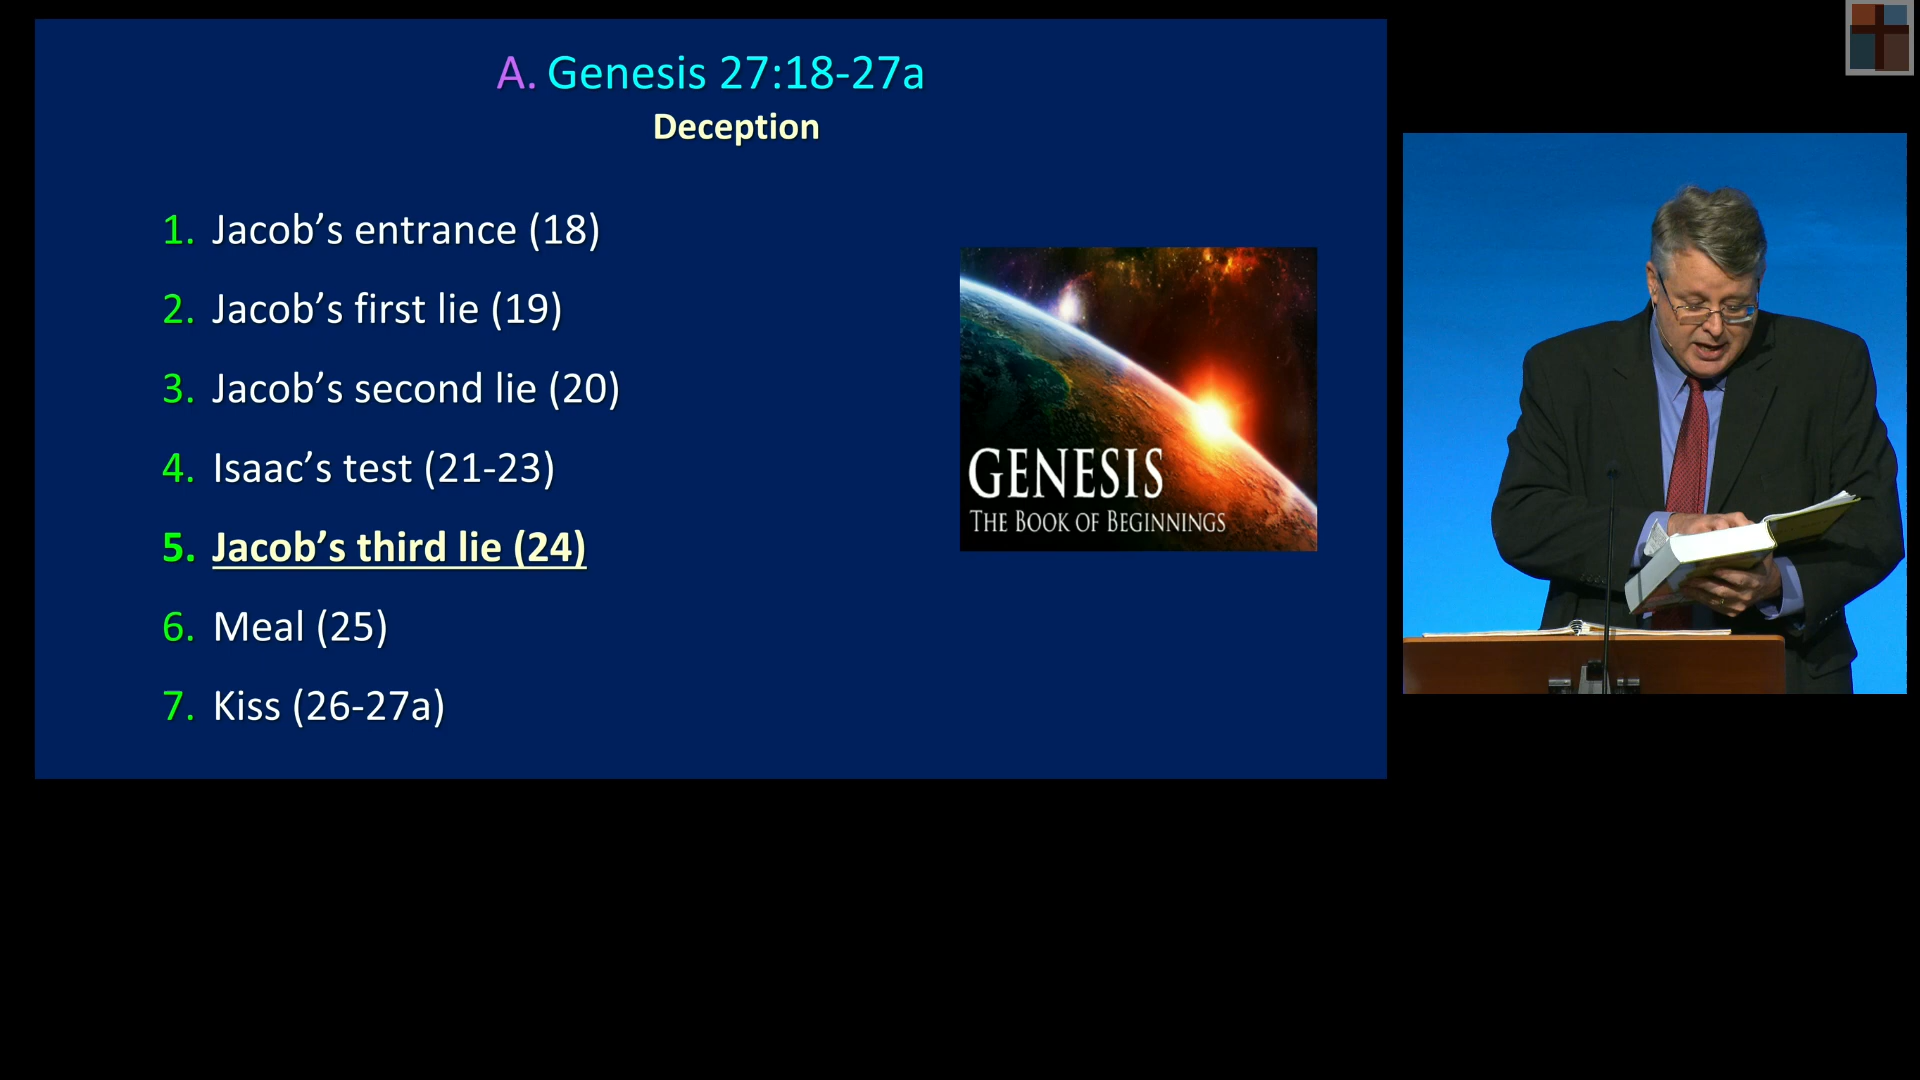 A. Genesis 27:18-27a
Deception
1. Jacob’s entrance (18)
2. Jacob’s first lie (19)
3. Jacob’s second lie (20)
4. Isaac’s test (21-23)
5. Jacob’s third lie (24)
6. Meal (25)
7. Kiss (26-27a)
GENESIS
THE BOOK OF BEGINNINGS